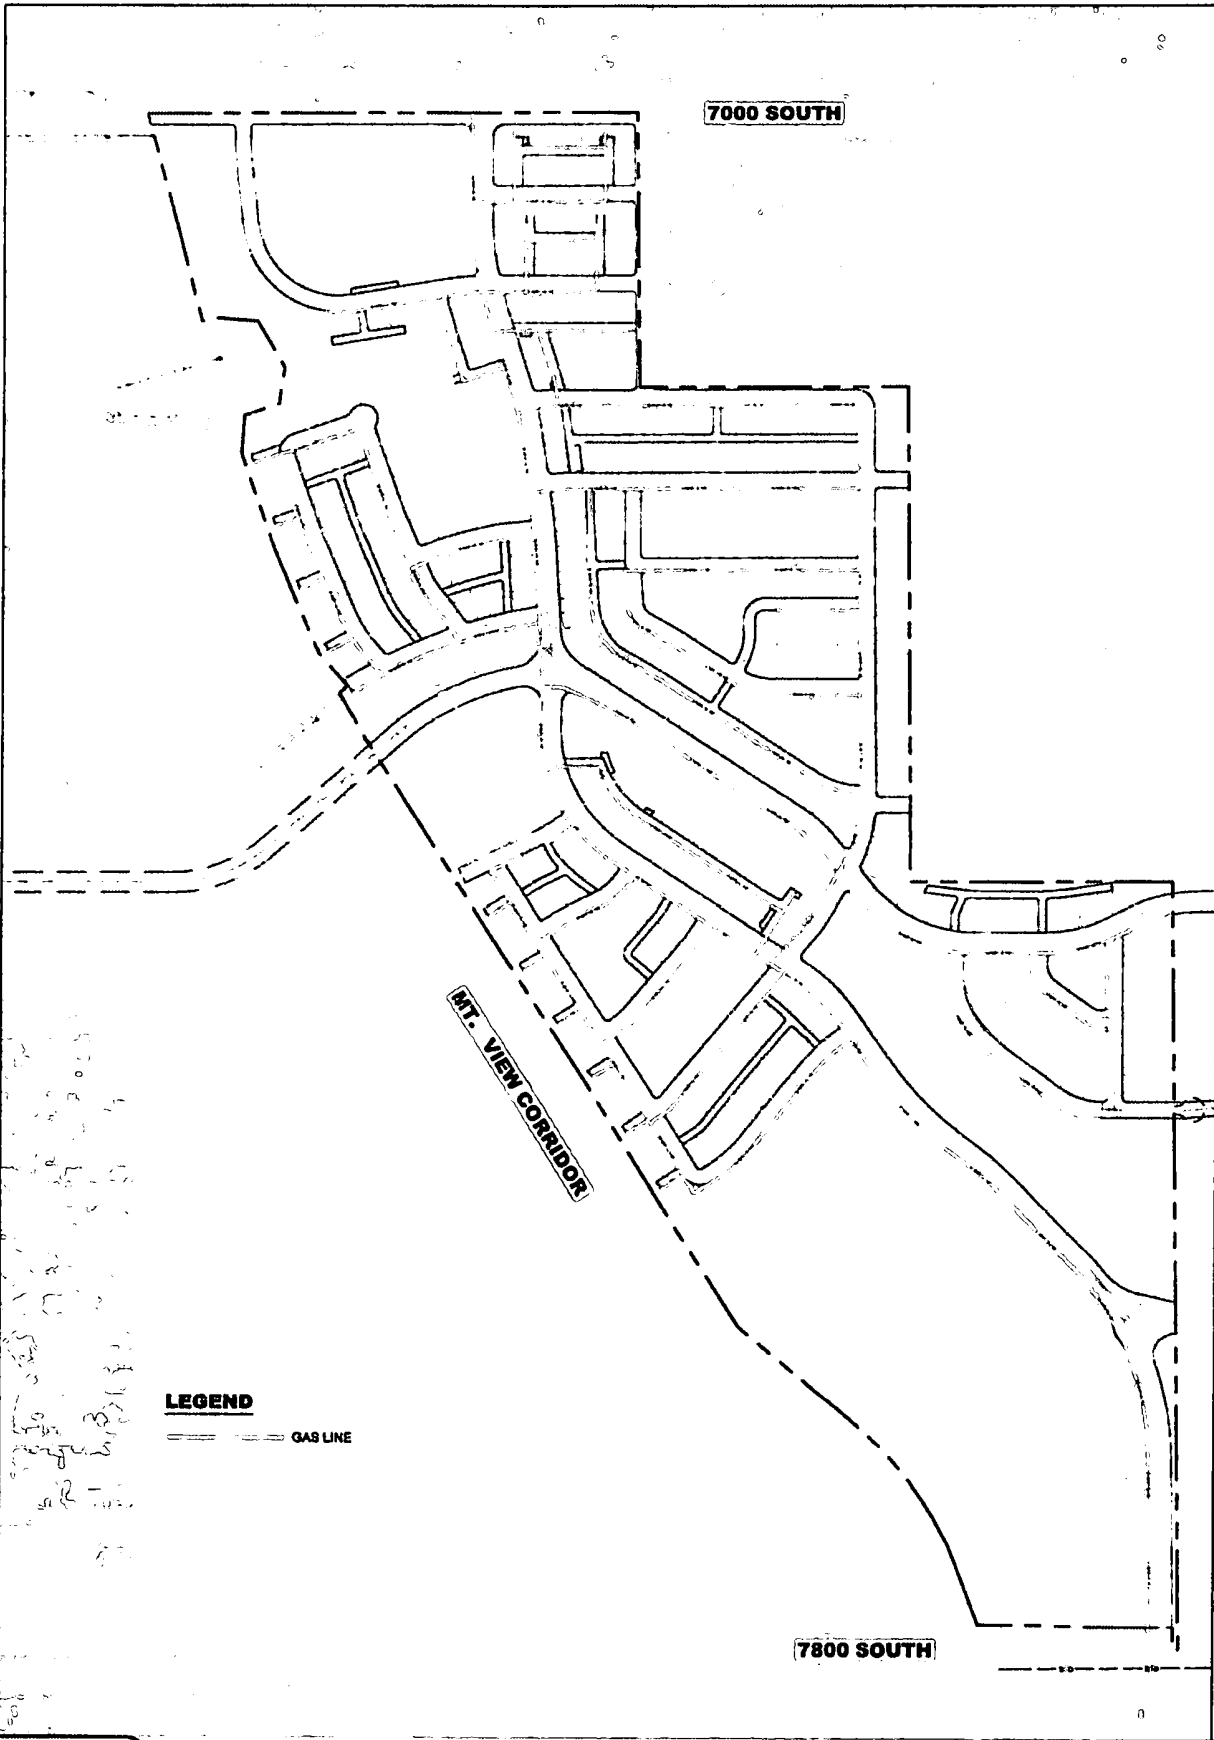 7000 SOUTH
MT. VIEW CORRIDOR
LEGEND
GAS LINE
7800 SOUTH